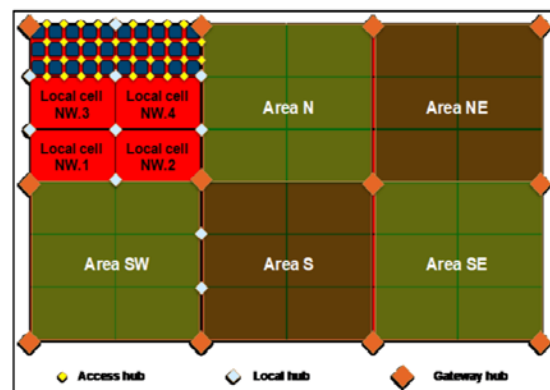 Local cell
NW.3
Local cell
NW.4
Area N
Area NE
Local cell
NW.1
Local cell
NW.2
Area SW
Area S
Area SE
Access hub
Local hub
Gateway hub